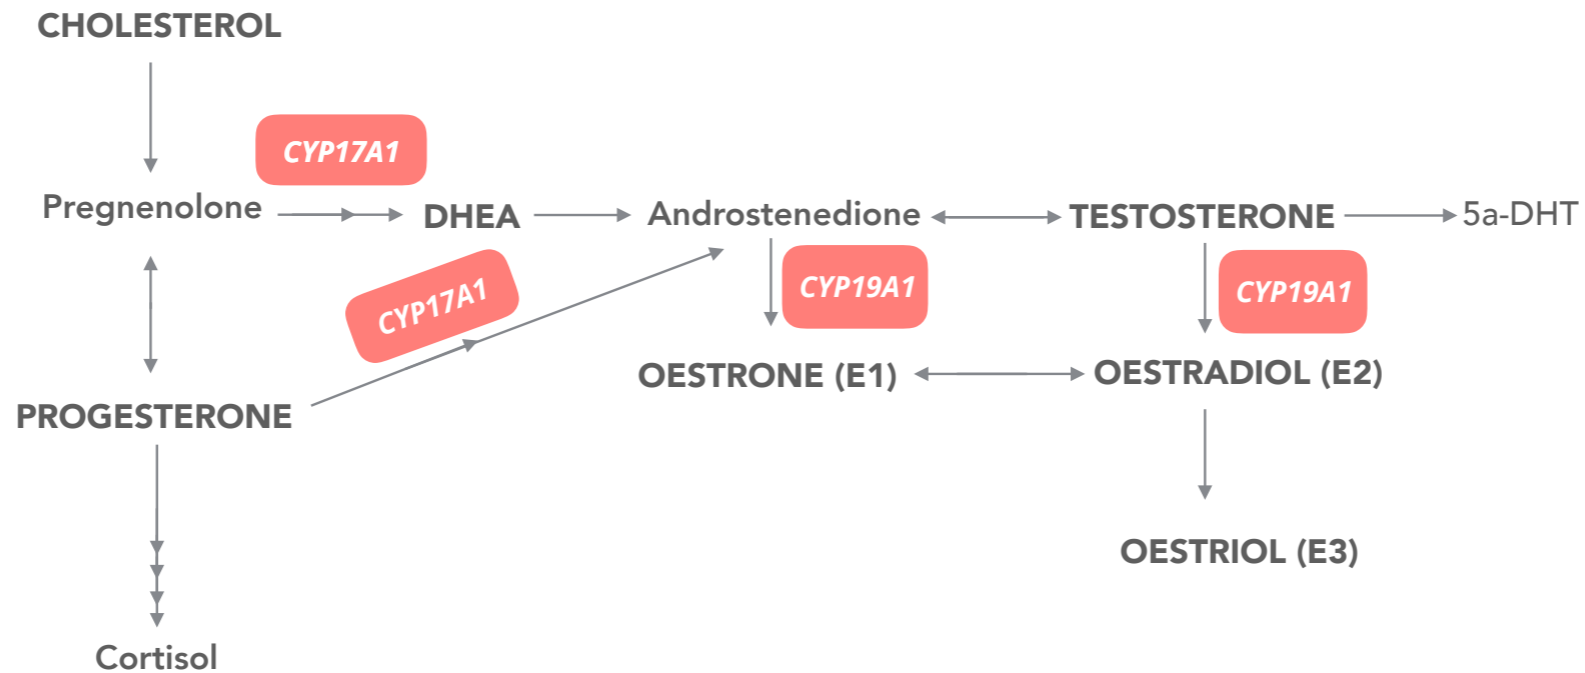 CHOLESTEROL
CYP17A1
Pregnenolone
DHEA
Androstenedione
TESTOSTERONE
5a-DHT
CYP17A1
CYP19A1
CYP19A1
OESTRONE (E1)
OESTRADIOL (E2)
PROGESTERONE
OESTRIOL (E3)
Cortisol